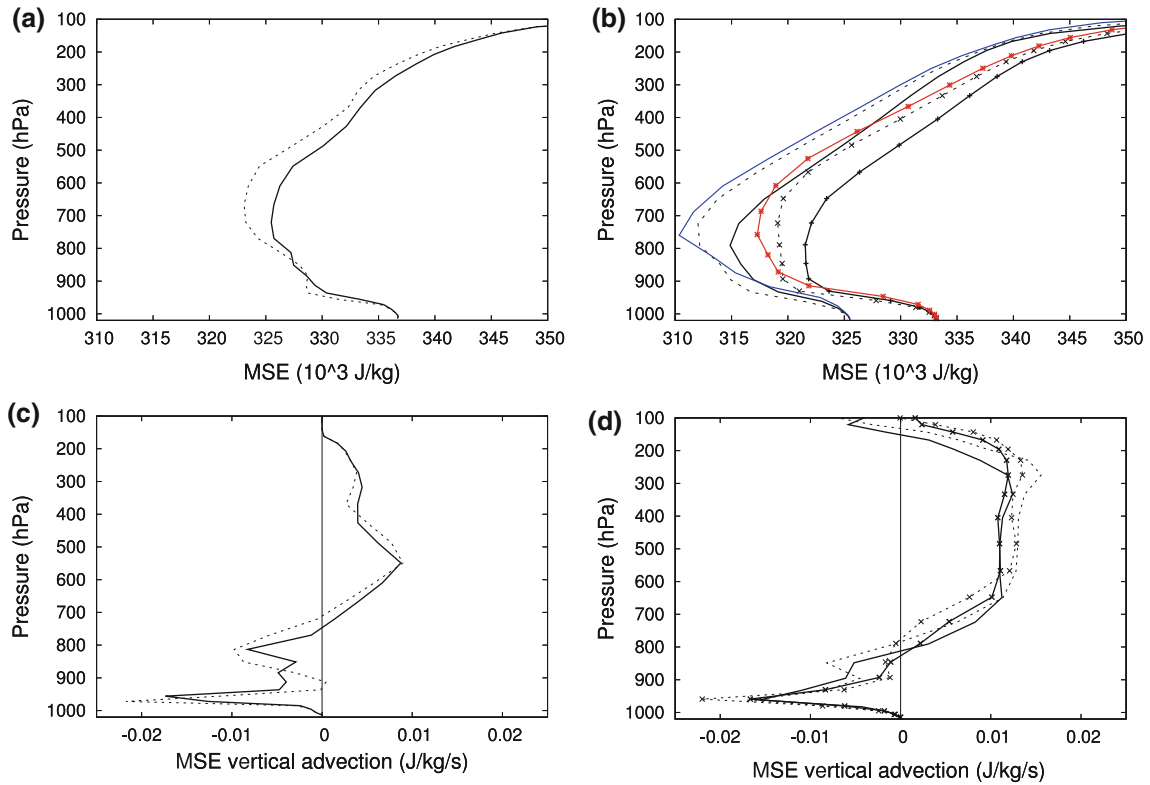 (a)
100
200
300
400
500
600
700
800
900
1000
Pressure (hPa)
310 315 320 325 330 335 340 345 350
MSE (10^3 J/kg)
(b)
100
200
300
400
500
600
700
800
900
1000
Pressure (hPa)
310 315 320 325 330 335 340 345 350
MSE (10^3 J/kg)
(c)
100
200
300
400
500
600
700
800
900
1000
Pressure (hPa)
-0.02 -0.01 0 0.01 0.02
MSE vertical advection (J/kg/s)
(d)
100
200
300
400
500
600
700
800
900
1000
Pressure (hPa)
-0.02 -0.01 0 0.01 0.02
MSE vertical advection (J/kg/s)